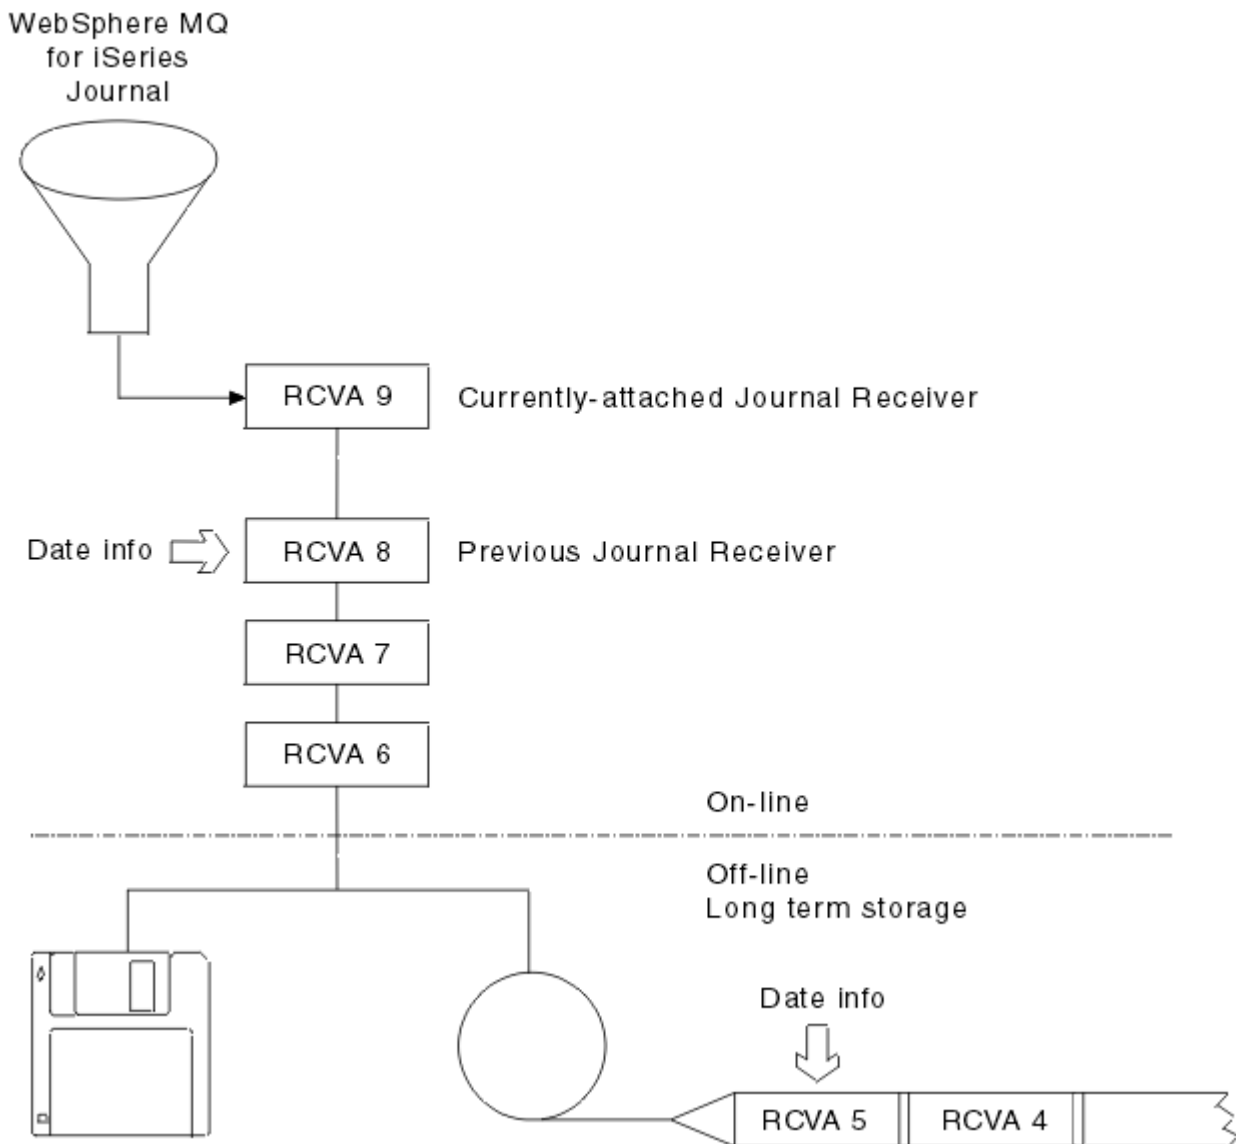 WebSphere MQ
for iSeries
Journal
RCVA 9
Currently-attached Journal Receiver
Date info
RCVA 8
Previous Journal Receiver
RCVA 7
RCVA 6
On-line
Off-line
Long term storage
Date info
RCVA 5
RCVA 4